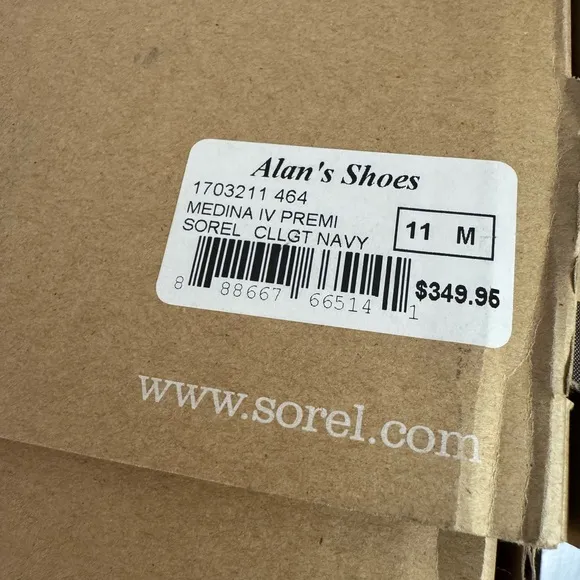 Alan's Shoes
1703211 464
MEDINA IV PREMI
SOREL CLLGT NAVY
11 M
8 88667 66514 1
$349.95
www.sorel.com